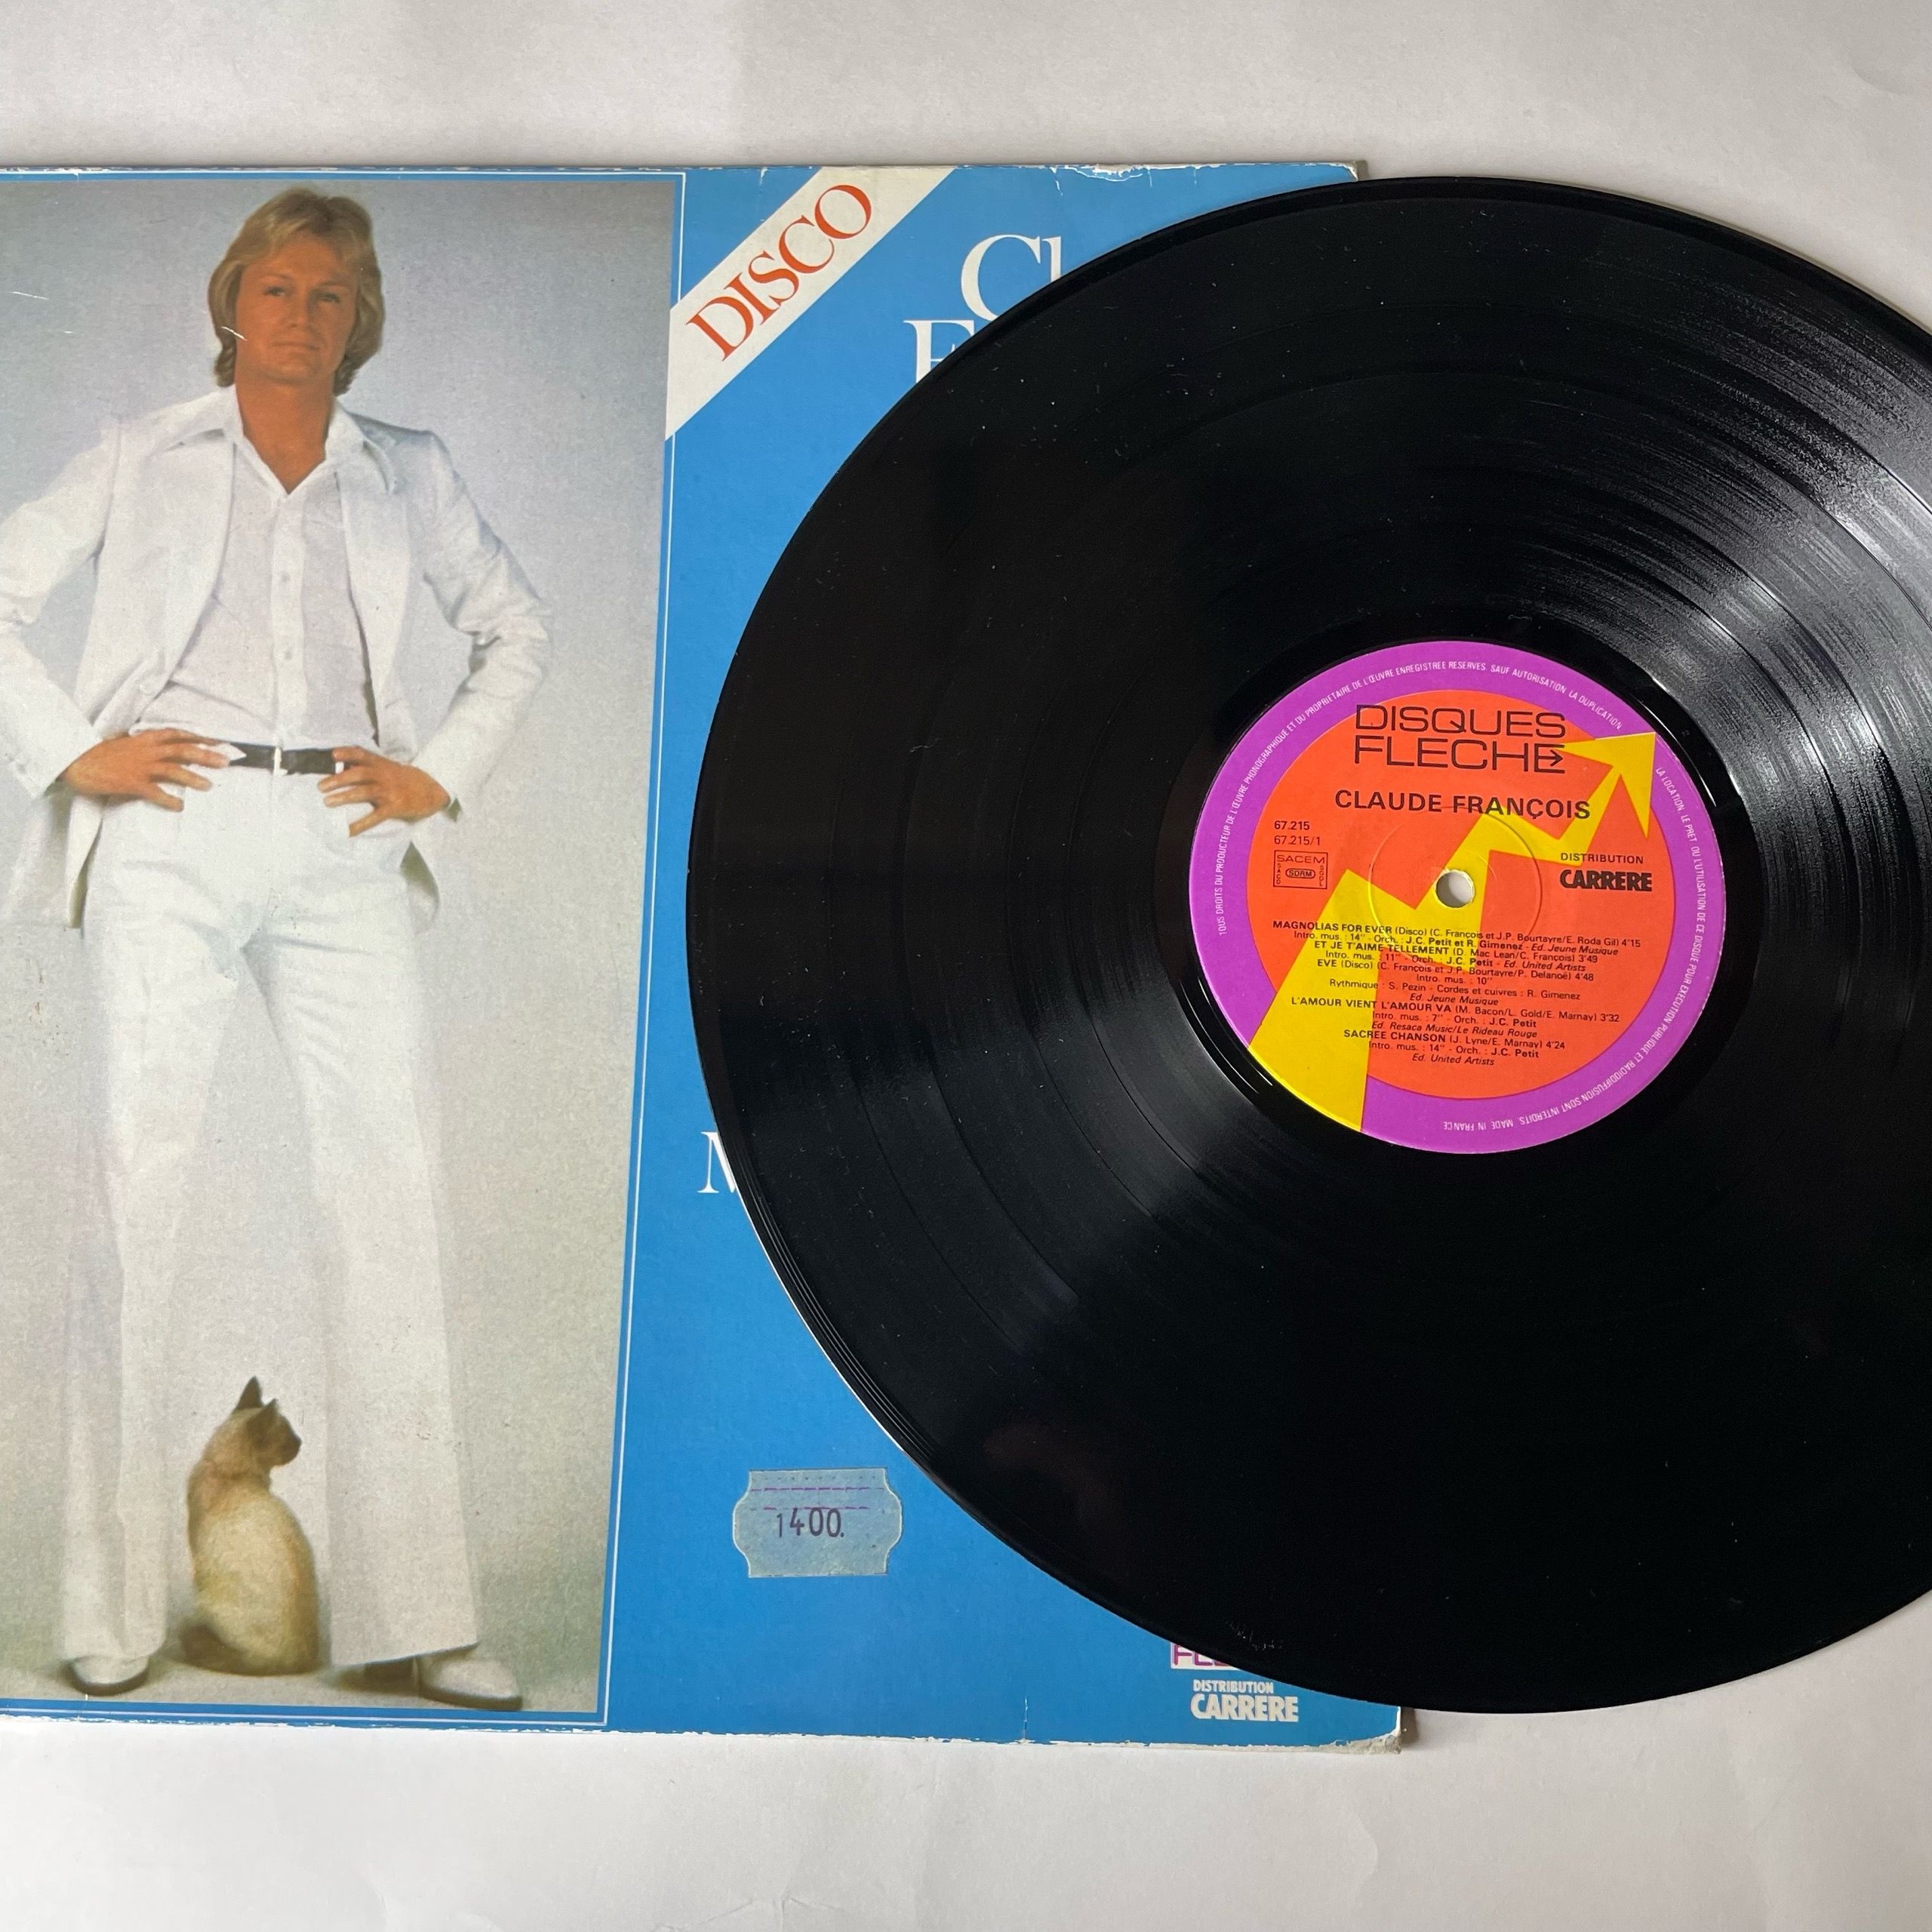 DISCO
Cl
F
M
1400.
FLE
DISTRIBUTION
CARRERE
TOUS DROITS DU PRODUCTEUR DE L'ŒUVRE PHONOGRAPHIQUE ET DU PROPRIETAIRE DE L'ŒUVRE ENREGISTREE RESERVES. SAUF AUTORISATION LA DUPLICATION LA LOCATION, LE PRET OU L'UTILISATION DE CE DISQUE POUR EXECUTION PUBLIQUE ET RADIODIFFUSION SONT INTERDITS. MADE IN FRANCE
DISQUES
FLECHE
CLAUDE FRANÇOIS
67.215
67.215/1
SACEM
SDRM
DISTRIBUTION
CARRERE
MAGNOLIAS FOR EVER (Disco) (C. François et J.P. Bourtayre/E. Roda Gil) 4'15
Intro. mus. : 14" - Orch. : J.C. Petit et R. Gimenez - Ed. Jeune Musique
ET JE T'AIME TELLEMENT (D. Mac Lean/C. François) 3'49
Intro. mus. : 11" - Orch. : J.C. Petit - Ed. United Artists
EVE (Disco) (C. François et J.P. Bourtayre/P. Delanoë) 4'48
Intro. mus. : 10"
Rythmique : S. Pezin - Cordes et cuivres : R. Gimenez
Ed. Jeune Musique
L'AMOUR VIENT L'AMOUR VA (M. Bacon/L. Gold/E. Marnay) 3'32
Intro. mus. : 7" - Orch. : J.C. Petit
Ed. Resaca Music/Le Rideau Rouge
SACREE CHANSON (J. Lyne/E. Marnay) 4'24
Intro. mus. : 14" - Orch. : J.C. Petit
Ed. United Artists